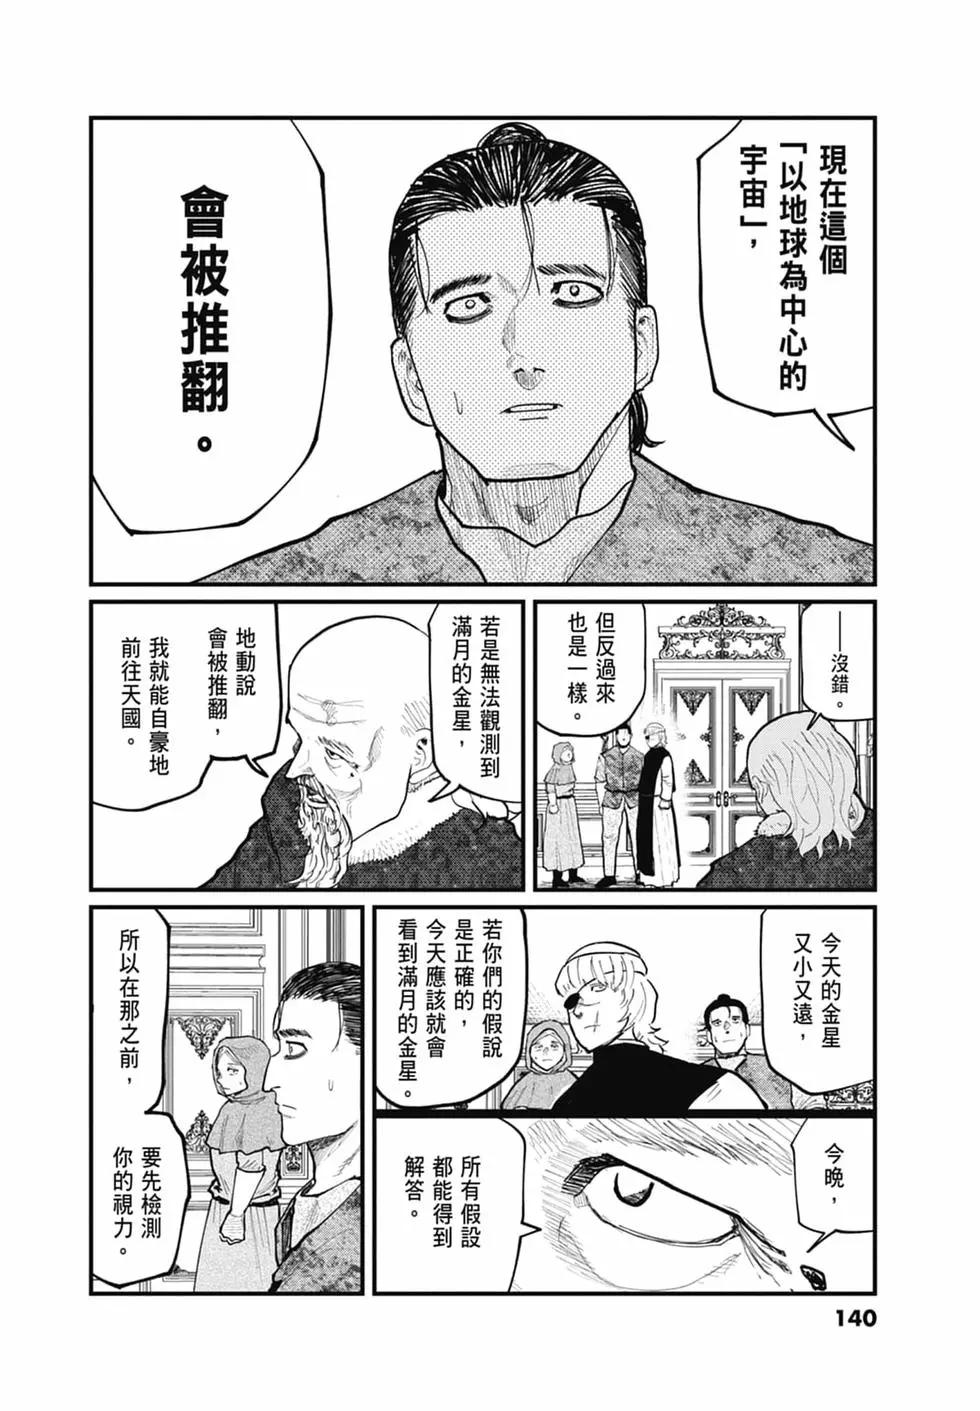 現在這個
「以地球為中心的
宇宙」，
會被推翻。
——沒錯。
但反過來
也是一樣。
若是無法觀測到
滿月的金星，
地動說
會被推翻，
我就能自豪地
前往天國。
今天的金星
又小又遠，
若你們的假說
是正確的，
今天應該就會
看到滿月的金星。
今晚，
所有假設
都能得到
解答。
所以在那之前，
要先檢測
你的視力。
140